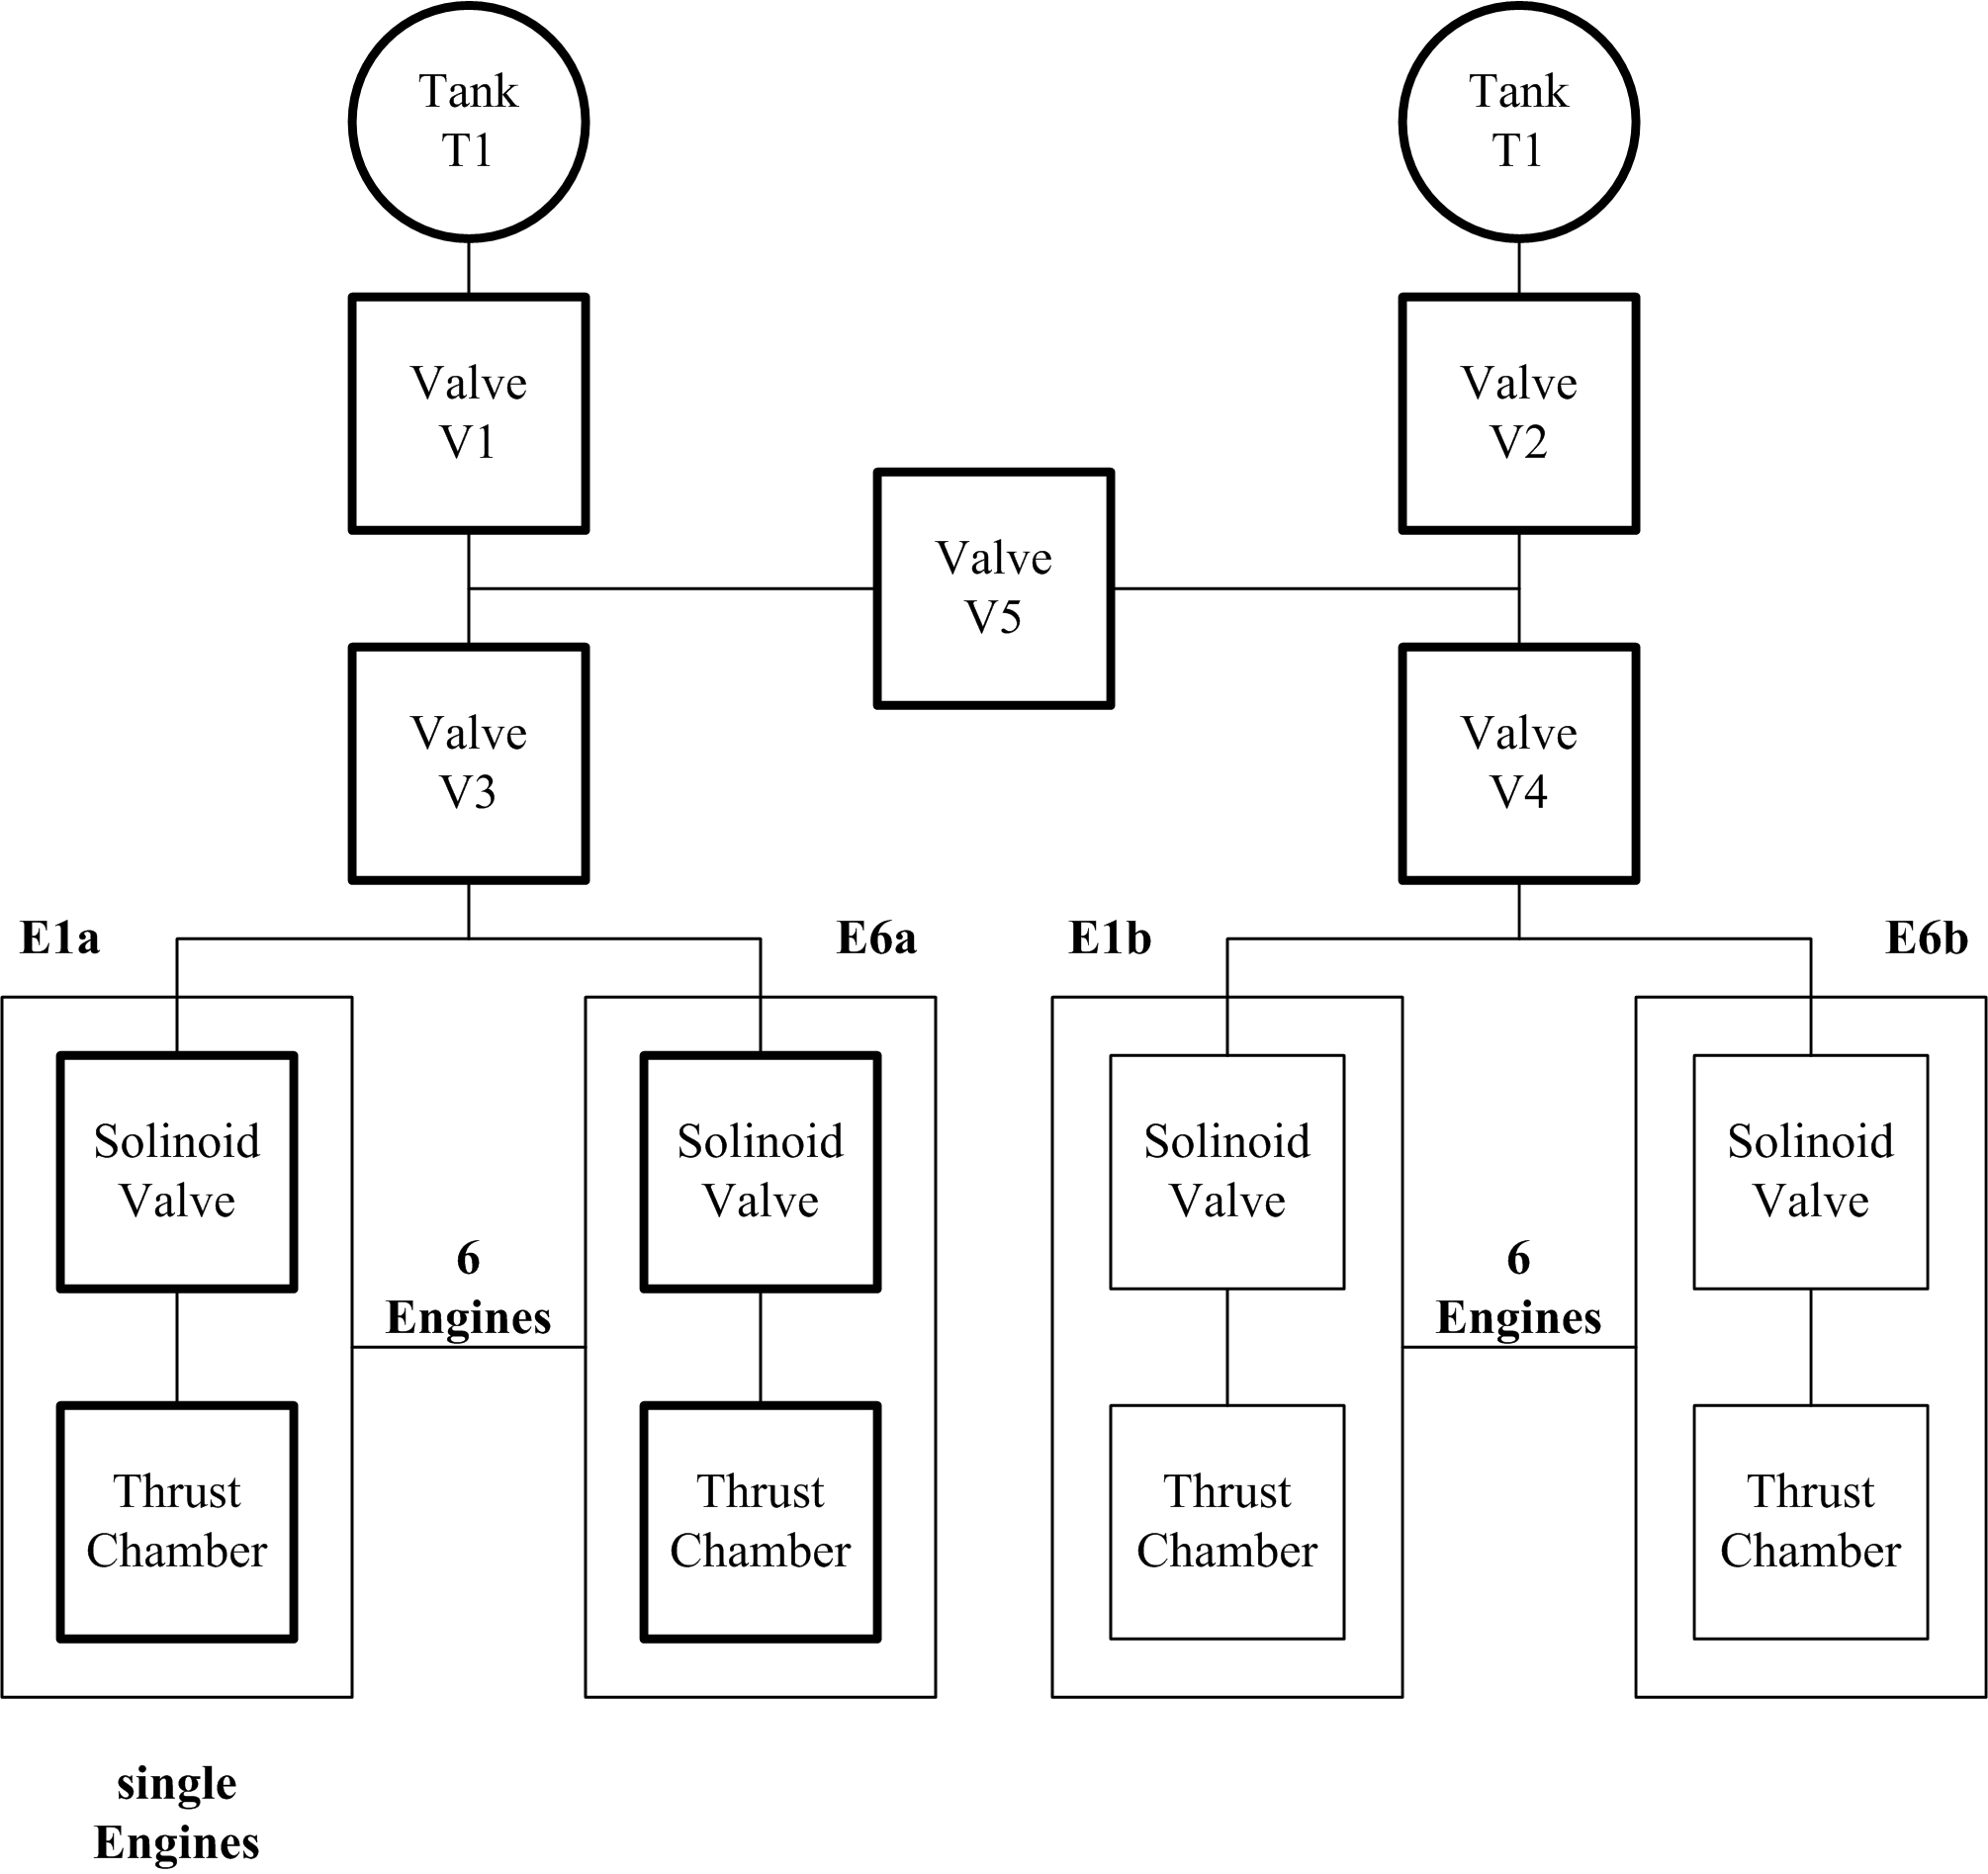 Tank
T1
Tank
T1
Valve
V1
Valve
V2
Valve
V5
Valve
V3
Valve
V4
E1a
E6a
E1b
E6b
Solinoid
Valve
Solinoid
Valve
Solinoid
Valve
Solinoid
Valve
6
Engines
6
Engines
Thrust
Chamber
Thrust
Chamber
Thrust
Chamber
Thrust
Chamber
single
Engines